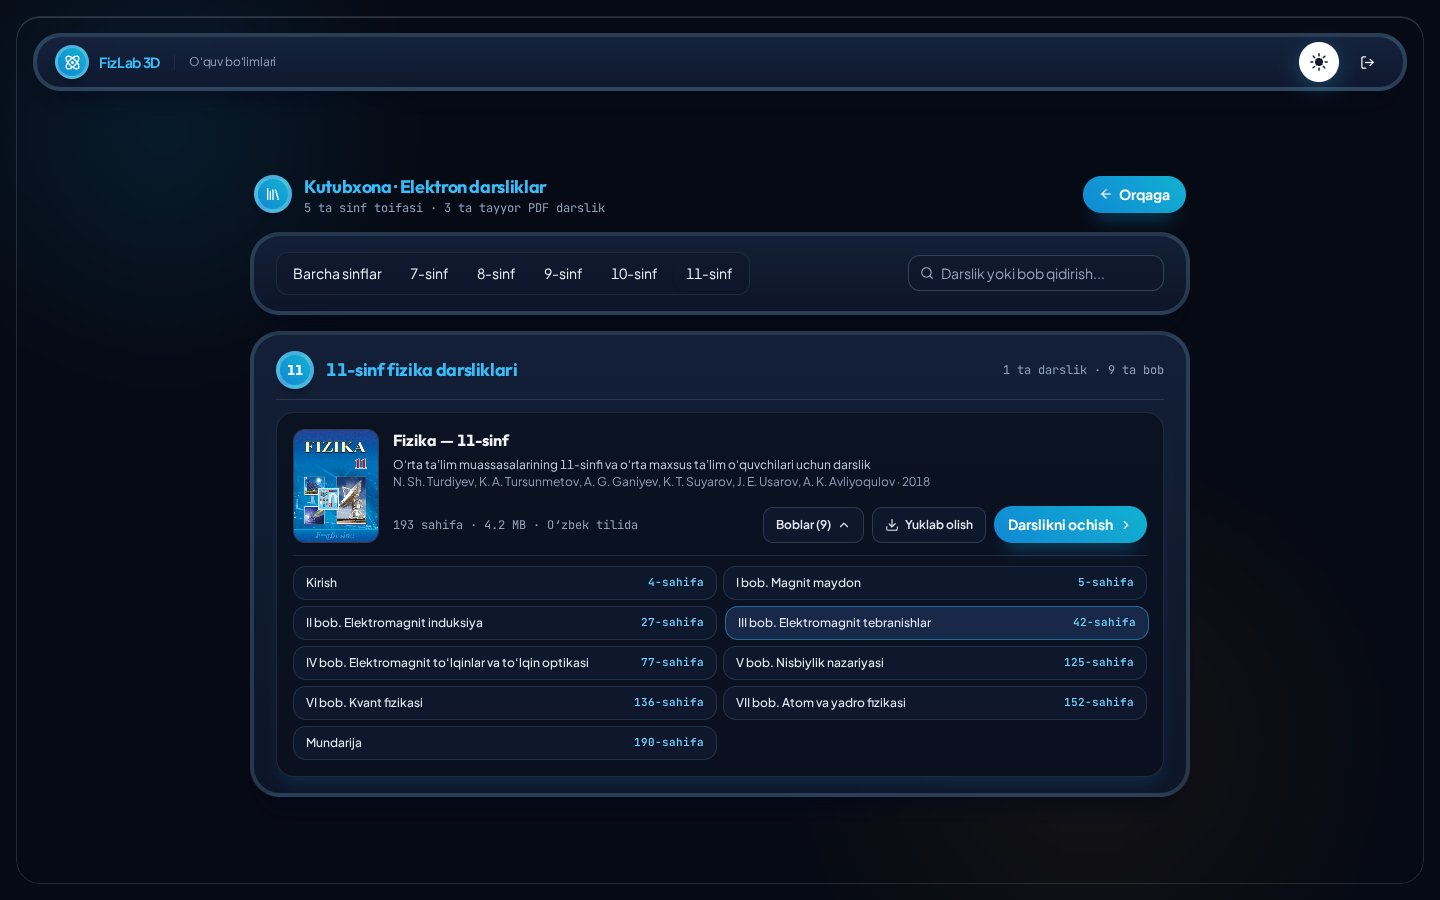 FizLab 3D
O'quv bo'limlari
Kutubxona · Elektron darsliklar
5 ta sinf toifasi · 3 ta tayyor PDF darslik
Orqaga
Barcha sinflar 7-sinf 8-sinf 9-sinf 10-sinf 11-sinf
Darslik yoki bob qidirish...
11 11-sinf fizika darsliklari
1 ta darslik · 9 ta bob
FIZIKA
11
Fizika — 11-sinf
O‘rta ta’lim muassasalarining 11-sinfi va o‘rta maxsus ta’lim o‘quvchilari uchun darslik
N. Sh. Turdiyev, K. A. Tursunmetov, A. G. Ganiyev, K. T. Suyarov, J. E. Usarov, A. K. Avliyoqulov · 2018
193 sahifa · 4.2 MB · O‘zbek tilida
Boblar (9)
Yuklab olish
Darslikni ochish
Kirish 4-sahifa
I bob. Magnit maydon 5-sahifa
II bob. Elektromagnit induksiya 27-sahifa
III bob. Elektromagnit tebranishlar 42-sahifa
IV bob. Elektromagnit to‘lqinlar va to‘lqin optikasi 77-sahifa
V bob. Nisbiylik nazariyasi 125-sahifa
VI bob. Kvant fizikasi 136-sahifa
VII bob. Atom va yadro fizikasi 152-sahifa
Mundarija 190-sahifa